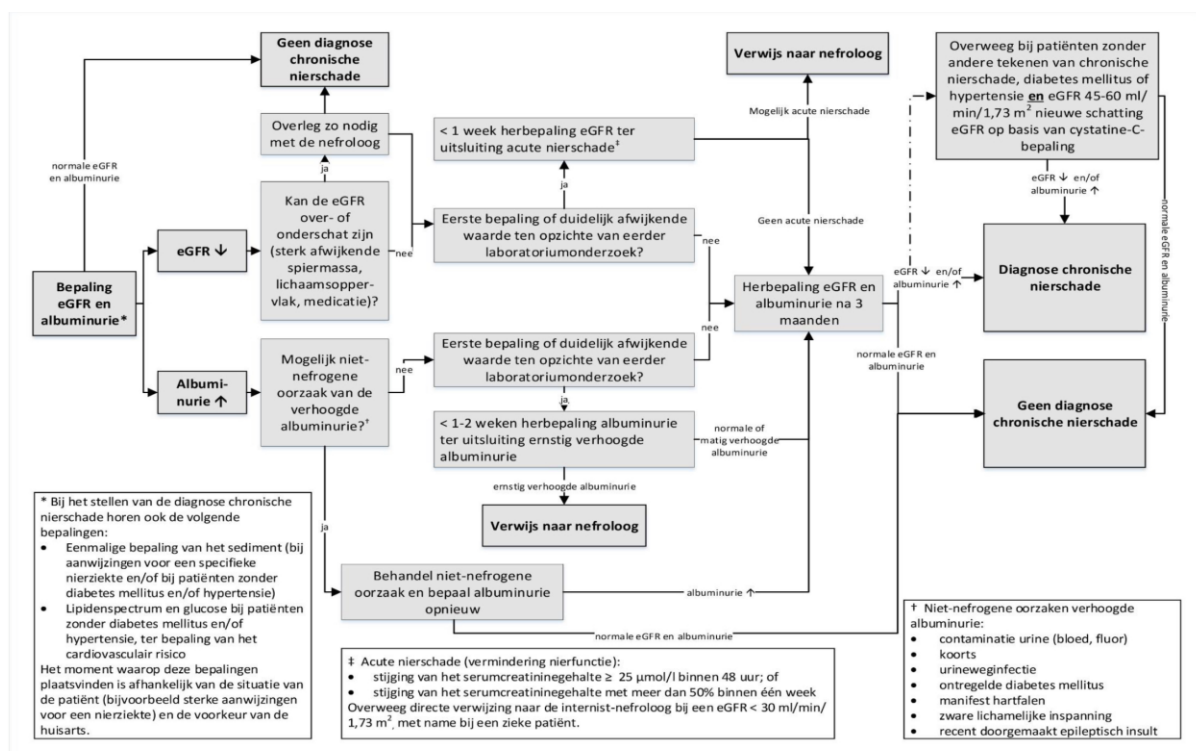 Geen diagnose
chronische
nierschade
Verwijs naar nefroloog
Overweeg bij patiënten zonder
andere tekenen van chronische
nierschade, diabetes mellitus of
hypertensie en eGFR 45-60 ml/
min/1,73 m² nieuwe schatting
eGFR op basis van cystatine-C-
bepaling
Overleg zo nodig
met de nefroloog
< 1 week herbepaling eGFR ter
uitsluiting acute nierschade‡
Mogelijk acute nierschade
normale eGFR
en albuminurie
ja
ja
eGFR ↓ en/of
albuminurie ↑
Kan de eGFR
over- of
onderschat zijn
(sterk afwijkende
spiermassa,
lichaamsopper-
vlak, medicatie)?
eGFR ↓
nee
Eerste bepaling of duidelijk afwijkende
waarde ten opzichte van eerder
laboratoriumonderzoek?
nee
Geen acute nierschade
normale eGFR en albuminurie
Bepaling
eGFR en
albuminurie*
Herbepaling eGFR en
albuminurie na 3
maanden
eGFR ↓ en/of
albuminurie ↑
Diagnose chronische
nierschade
Albumi-
nurie ↑
Mogelijk niet-
nefrogene
oorzaak van de
verhoogde
albuminurie?†
nee
Eerste bepaling of duidelijk afwijkende
waarde ten opzichte van eerder
laboratoriumonderzoek?
nee
normale eGFR en
albuminurie
ja
< 1-2 weken herbepaling albuminurie
ter uitsluiting ernstig verhoogde
albuminurie
normale of
matig verhoogde
albuminurie
Geen diagnose
chronische nierschade
ernstig verhoogde albuminurie
Verwijs naar nefroloog
ja
Behandel niet-nefrogene
oorzaak en bepaal albuminurie
opnieuw
albuminurie ↑
normale eGFR en albuminurie
* Bij het stellen van de diagnose chronische
nierschade horen ook de volgende
bepalingen:
• Eenmalige bepaling van het sediment (bij
aanwijzingen voor een specifieke
nierziekte en/of bij patiënten zonder
diabetes mellitus en/of hypertensie)
• Lipidenspectrum en glucose bij patiënten
zonder diabetes mellitus en/of
hypertensie, ter bepaling van het
cardiovasculair risico
Het moment waarop deze bepalingen
plaatsvinden is afhankelijk van de situatie van
de patiënt (bijvoorbeeld sterke aanwijzingen
voor een nierziekte) en de voorkeur van de
huisarts.
‡ Acute nierschade (vermindering nierfunctie):
• stijging van het serumcreatininegehalte ≥ 25 µmol/l binnen 48 uur; of
• stijging van het serumcreatininegehalte met meer dan 50% binnen één week
Overweeg directe verwijzing naar de internist-nefroloog bij een eGFR < 30 ml/min/
1,73 m², met name bij een zieke patiënt.
† Niet-nefrogene oorzaken verhoogde
albuminurie:
• contaminatie urine (bloed, fluor)
• koorts
• urineweginfectie
• ontregelde diabetes mellitus
• manifest hartfalen
• zware lichamelijke inspanning
• recent doorgemaakt epileptisch insult